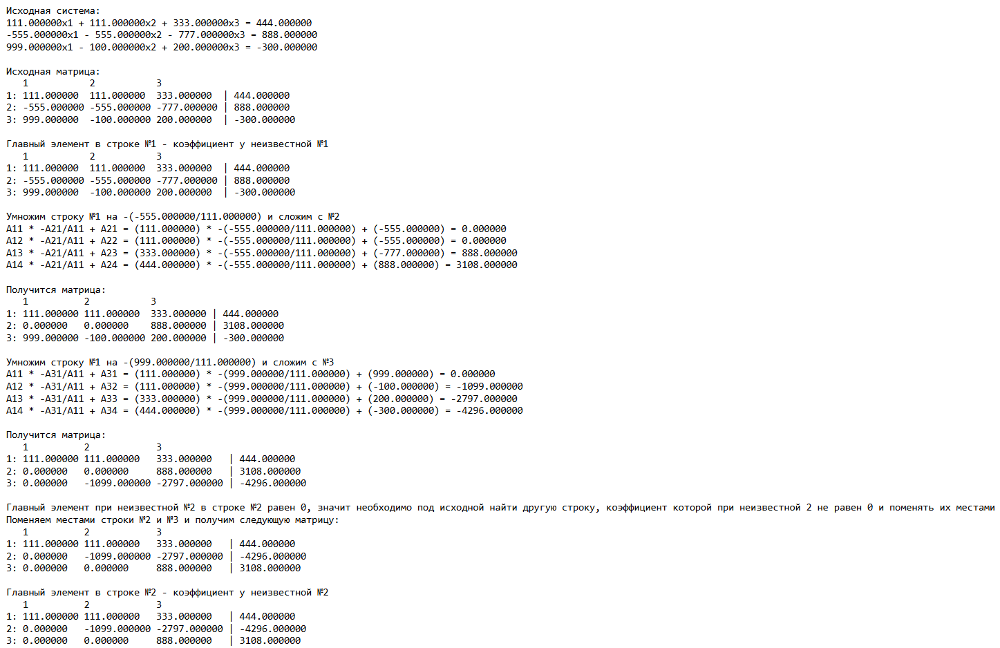 Исходная система:
111.000000x1 + 111.000000x2 + 333.000000x3 = 444.000000
-555.000000x1 - 555.000000x2 - 777.000000x3 = 888.000000
999.000000x1 - 100.000000x2 + 200.000000x3 = -300.000000
Исходная матрица:
1 2 3
1: 111.000000 111.000000 333.000000 | 444.000000
2: -555.000000 -555.000000 -777.000000 | 888.000000
3: 999.000000 -100.000000 200.000000 | -300.000000
Главный элемент в строке №1 - коэффициент у неизвестной №1
1 2 3
1: 111.000000 111.000000 333.000000 | 444.000000
2: -555.000000 -555.000000 -777.000000 | 888.000000
3: 999.000000 -100.000000 200.000000 | -300.000000
Умножим строку №1 на -(-555.000000/111.000000) и сложим с №2
A11 * -A21/A11 + A21 = (111.000000) * -(-555.000000/111.000000) + (-555.000000) = 0.000000
A12 * -A21/A11 + A22 = (111.000000) * -(-555.000000/111.000000) + (-555.000000) = 0.000000
A13 * -A21/A11 + A23 = (333.000000) * -(-555.000000/111.000000) + (-777.000000) = 888.000000
A14 * -A21/A11 + A24 = (444.000000) * -(-555.000000/111.000000) + (888.000000) = 3108.000000
Получится матрица:
1 2 3
1: 111.000000 111.000000 333.000000 | 444.000000
2: 0.000000 0.000000 888.000000 | 3108.000000
3: 999.000000 -100.000000 200.000000 | -300.000000
Умножим строку №1 на -(999.000000/111.000000) и сложим с №3
A11 * -A31/A11 + A31 = (111.000000) * -(999.000000/111.000000) + (999.000000) = 0.000000
A12 * -A31/A11 + A32 = (111.000000) * -(999.000000/111.000000) + (-100.000000) = -1099.000000
A13 * -A31/A11 + A33 = (333.000000) * -(999.000000/111.000000) + (200.000000) = -2797.000000
A14 * -A31/A11 + A34 = (444.000000) * -(999.000000/111.000000) + (-300.000000) = -4296.000000
Получится матрица:
1 2 3
1: 111.000000 111.000000 333.000000 | 444.000000
2: 0.000000 0.000000 888.000000 | 3108.000000
3: 0.000000 -1099.000000 -2797.000000 | -4296.000000
Главный элемент при неизвестной №2 в строке №2 равен 0, значит необходимо под исходной найти другую строку, коэффициент которой при неизвестной 2 не равен 0 и поменять их местами
Поменяем местами строки №2 и №3 и получим следующую матрицу:
1 2 3
1: 111.000000 111.000000 333.000000 | 444.000000
2: 0.000000 -1099.000000 -2797.000000 | -4296.000000
3: 0.000000 0.000000 888.000000 | 3108.000000
Главный элемент в строке №2 - коэффициент у неизвестной №2
1 2 3
1: 111.000000 111.000000 333.000000 | 444.000000
2: 0.000000 -1099.000000 -2797.000000 | -4296.000000
3: 0.000000 0.000000 888.000000 | 3108.000000